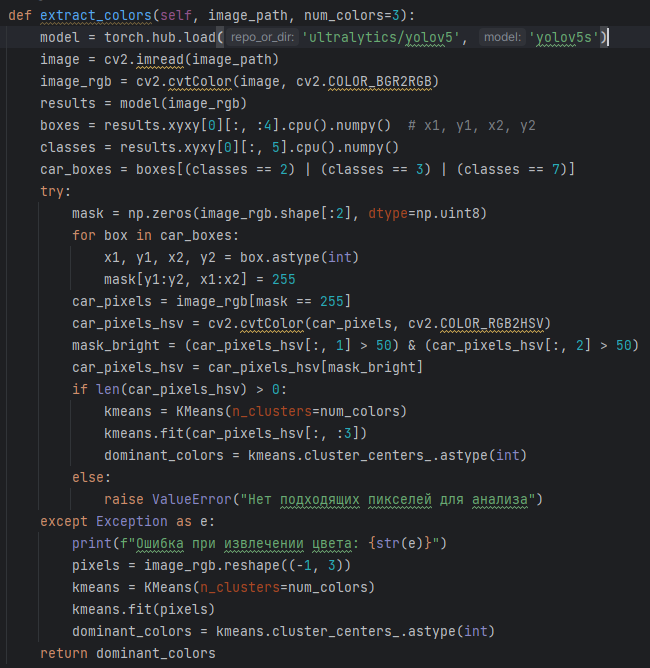 def extract_colors(self, image_path, num_colors=3):
    model = torch.hub.load( repo_or_dir: 'ultralytics/yolov5', model: 'yolov5s')
    image = cv2.imread(image_path)
    image_rgb = cv2.cvtColor(image, cv2.COLOR_BGR2RGB)
    results = model(image_rgb)
    boxes = results.xyxy[0][:, :4].cpu().numpy()  # x1, y1, x2, y2
    classes = results.xyxy[0][:, 5].cpu().numpy()
    car_boxes = boxes[(classes == 2) | (classes == 3) | (classes == 7)]
    try:
        mask = np.zeros(image_rgb.shape[:2], dtype=np.uint8)
        for box in car_boxes:
            x1, y1, x2, y2 = box.astype(int)
            mask[y1:y2, x1:x2] = 255
        car_pixels = image_rgb[mask == 255]
        car_pixels_hsv = cv2.cvtColor(car_pixels, cv2.COLOR_RGB2HSV)
        mask_bright = (car_pixels_hsv[:, 1] > 50) & (car_pixels_hsv[:, 2] > 50)
        car_pixels_hsv = car_pixels_hsv[mask_bright]
        if len(car_pixels_hsv) > 0:
            kmeans = KMeans(n_clusters=num_colors)
            kmeans.fit(car_pixels_hsv[:, :3])
            dominant_colors = kmeans.cluster_centers_.astype(int)
        else:
            raise ValueError("Нет подходящих пикселей для анализа")
    except Exception as e:
        print(f"Ошибка при извлечении цвета: {str(e)}")
        pixels = image_rgb.reshape((-1, 3))
        kmeans = KMeans(n_clusters=num_colors)
        kmeans.fit(pixels)
        dominant_colors = kmeans.cluster_centers_.astype(int)
    return dominant_colors